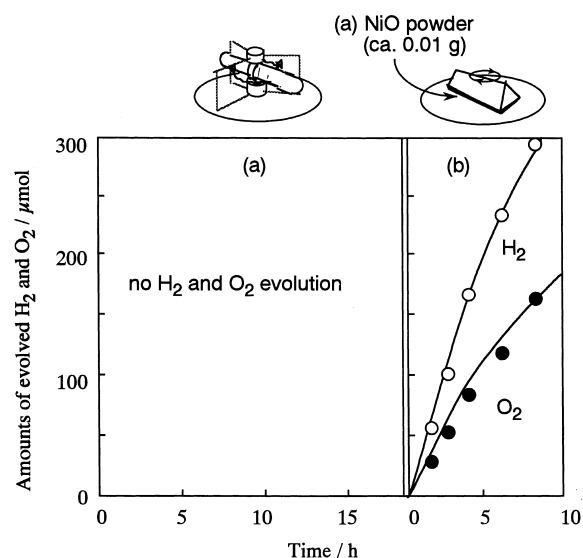 (a) NiO powder
(ca. 0.01 g)
300
(a)
(b)
Amounts of evolved H2 and O2 / μmol
200
no H2 and O2 evolution
H2
100
O2
0
0 5 10 15 0 5 10
Time / h